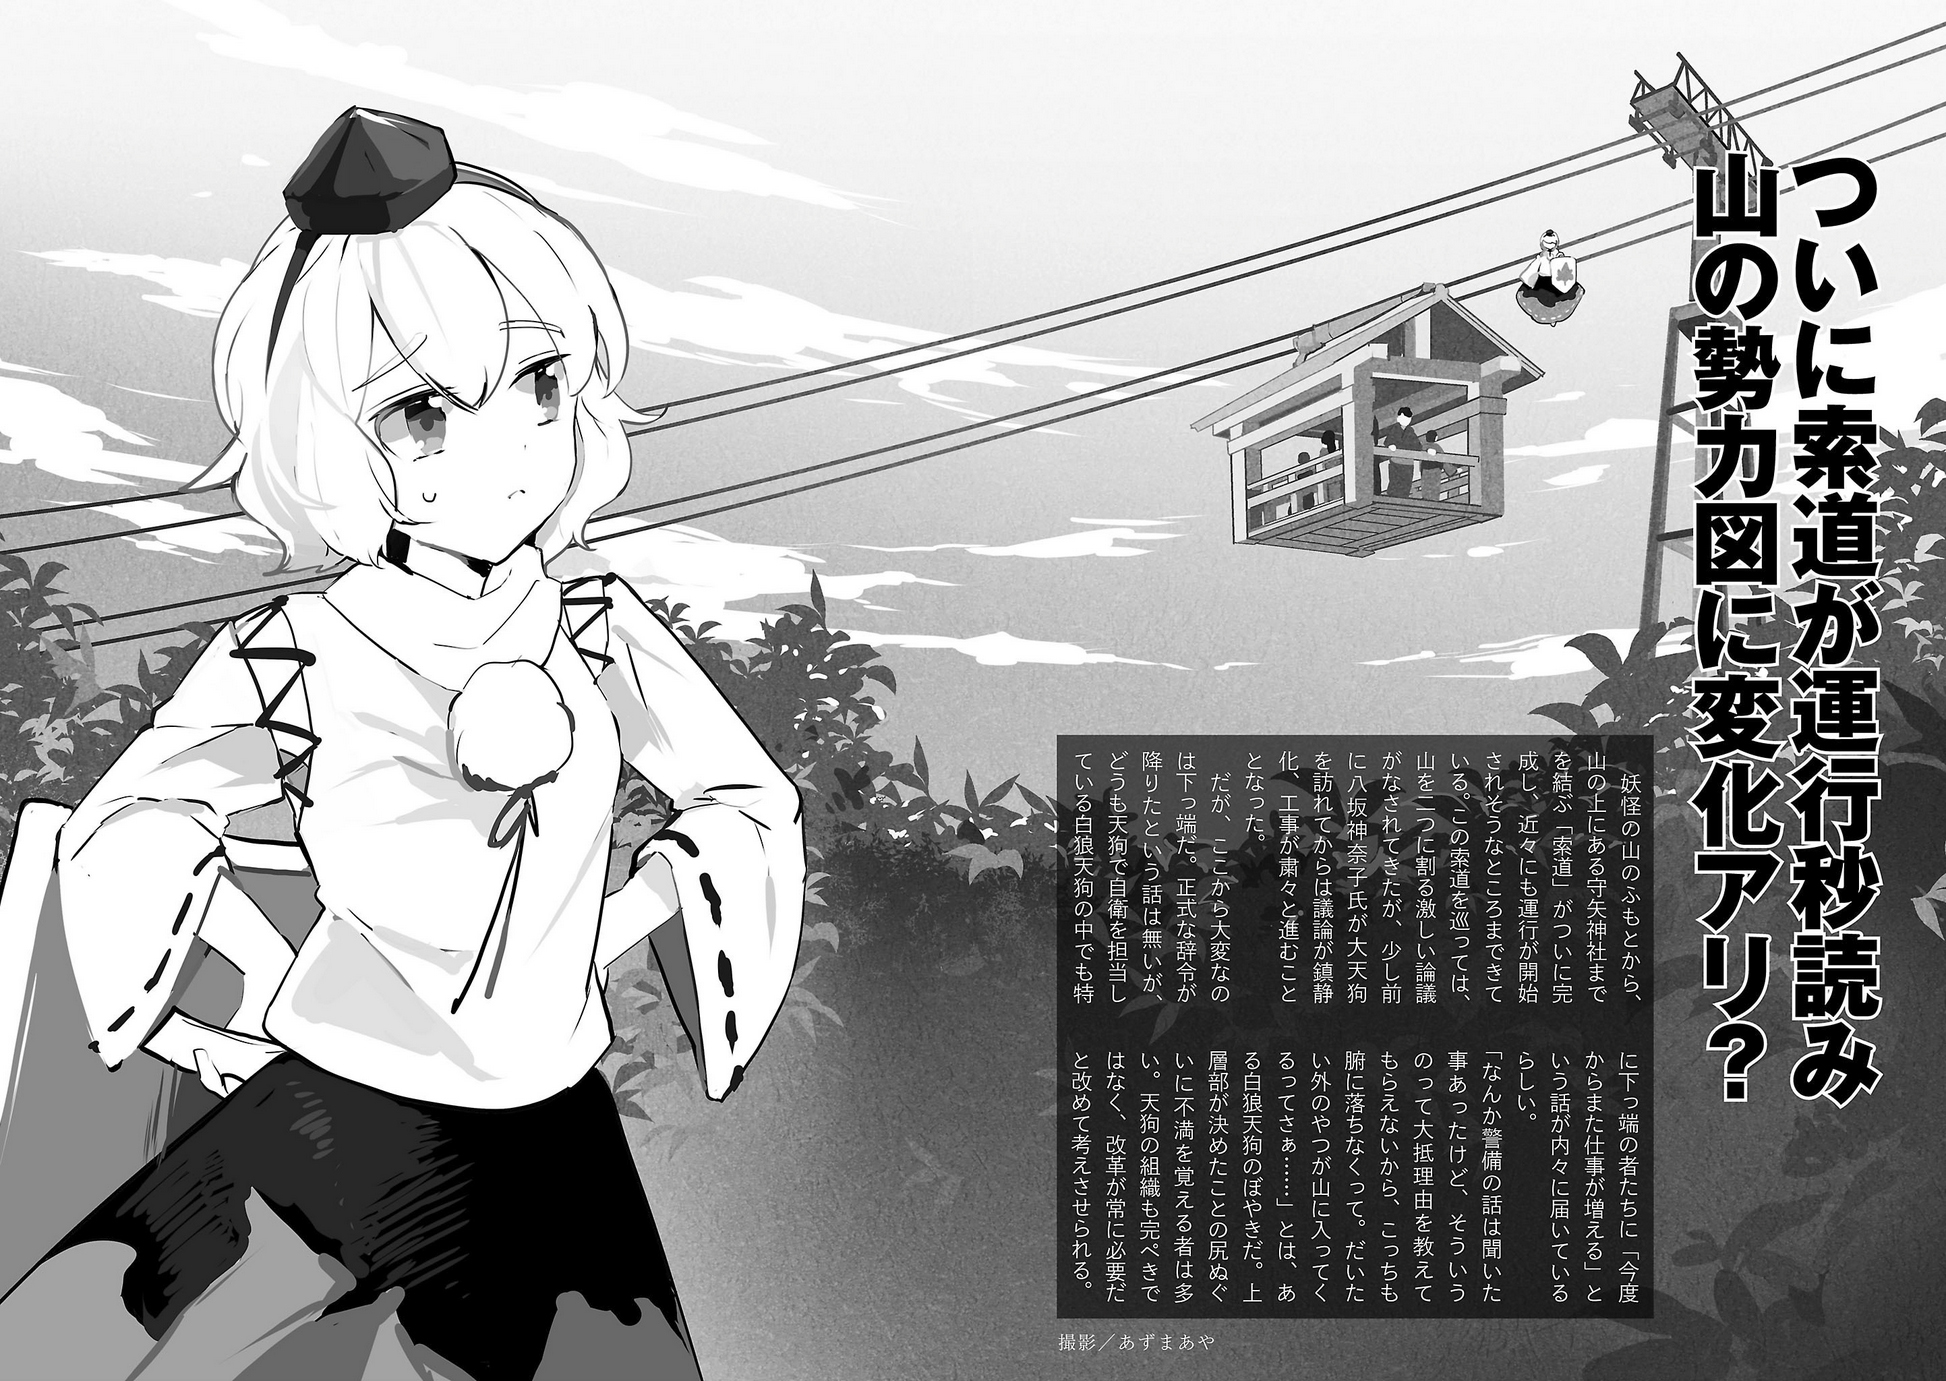 ついに索道が運行秒読み
山の勢力図に変化アリ？
妖怪の山のふもとから、
山の上にある守矢神社まで
を結ぶ「索道」がついに完
成し、近々にも運行が開始
されそうなところまできて
いる。この索道を巡っては、
山を二つに割る激しい論議
がなされてきたが、少し前
に八坂神奈子氏が大天狗
を訪れてからは議論が鎮静
化、工事が粛々と進むこと
となった。
だが、ここから大変なの
は下っ端だ。正式な辞令が
降りたという話は無いが、
どうも天狗で自衛を担当し
ている白狼天狗の中でも特
に下っ端の者たちに「今度
からまた仕事が増える」と
いう話が内々に届いている
らしい。
「なんか警備の話は聞いた
事あったけど、そういう
のって大抵理由を教えて
もらえないから、こっちも
腑に落ちなくって。だいた
い外のやつが山に入ってく
るってさぁ……」とは、あ
る白狼天狗のぼやきだ。上
層部が決めたことの尻ぬぐ
いに不満を覚える者は多
い。天狗の組織も完ぺきで
はなく、改革が常に必要だ
と改めて考えさせられる。
撮影／あずまあや